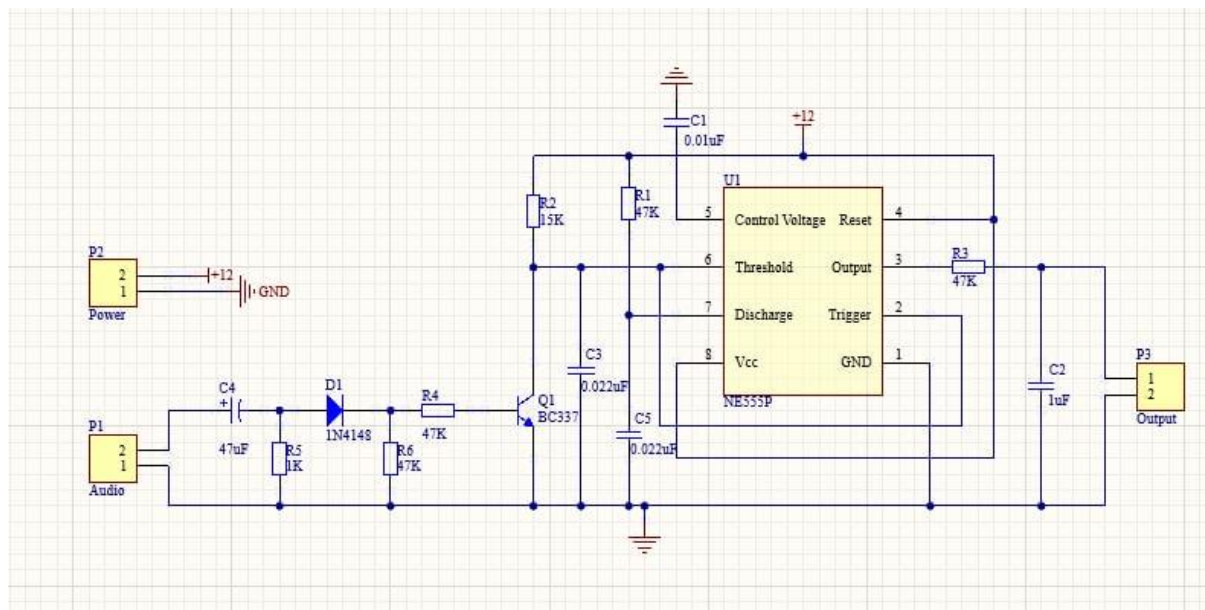 C1
0.01uF
+12
U1
R2
15K
R1
47K
5
Control Voltage
Reset
4
P2
2
1
Power
+12
GND
6
Threshold
Output
3
R3
47K
7
Discharge
Trigger
2
8
Vcc
GND
1
NE555P
C3
0.022uF
C2
1uF
P3
1
2
Output
C4
+
47uF
D1
1N4148
R4
47K
Q1
BC337
C5
0.022uF
P1
2
1
Audio
R5
1K
R6
47K